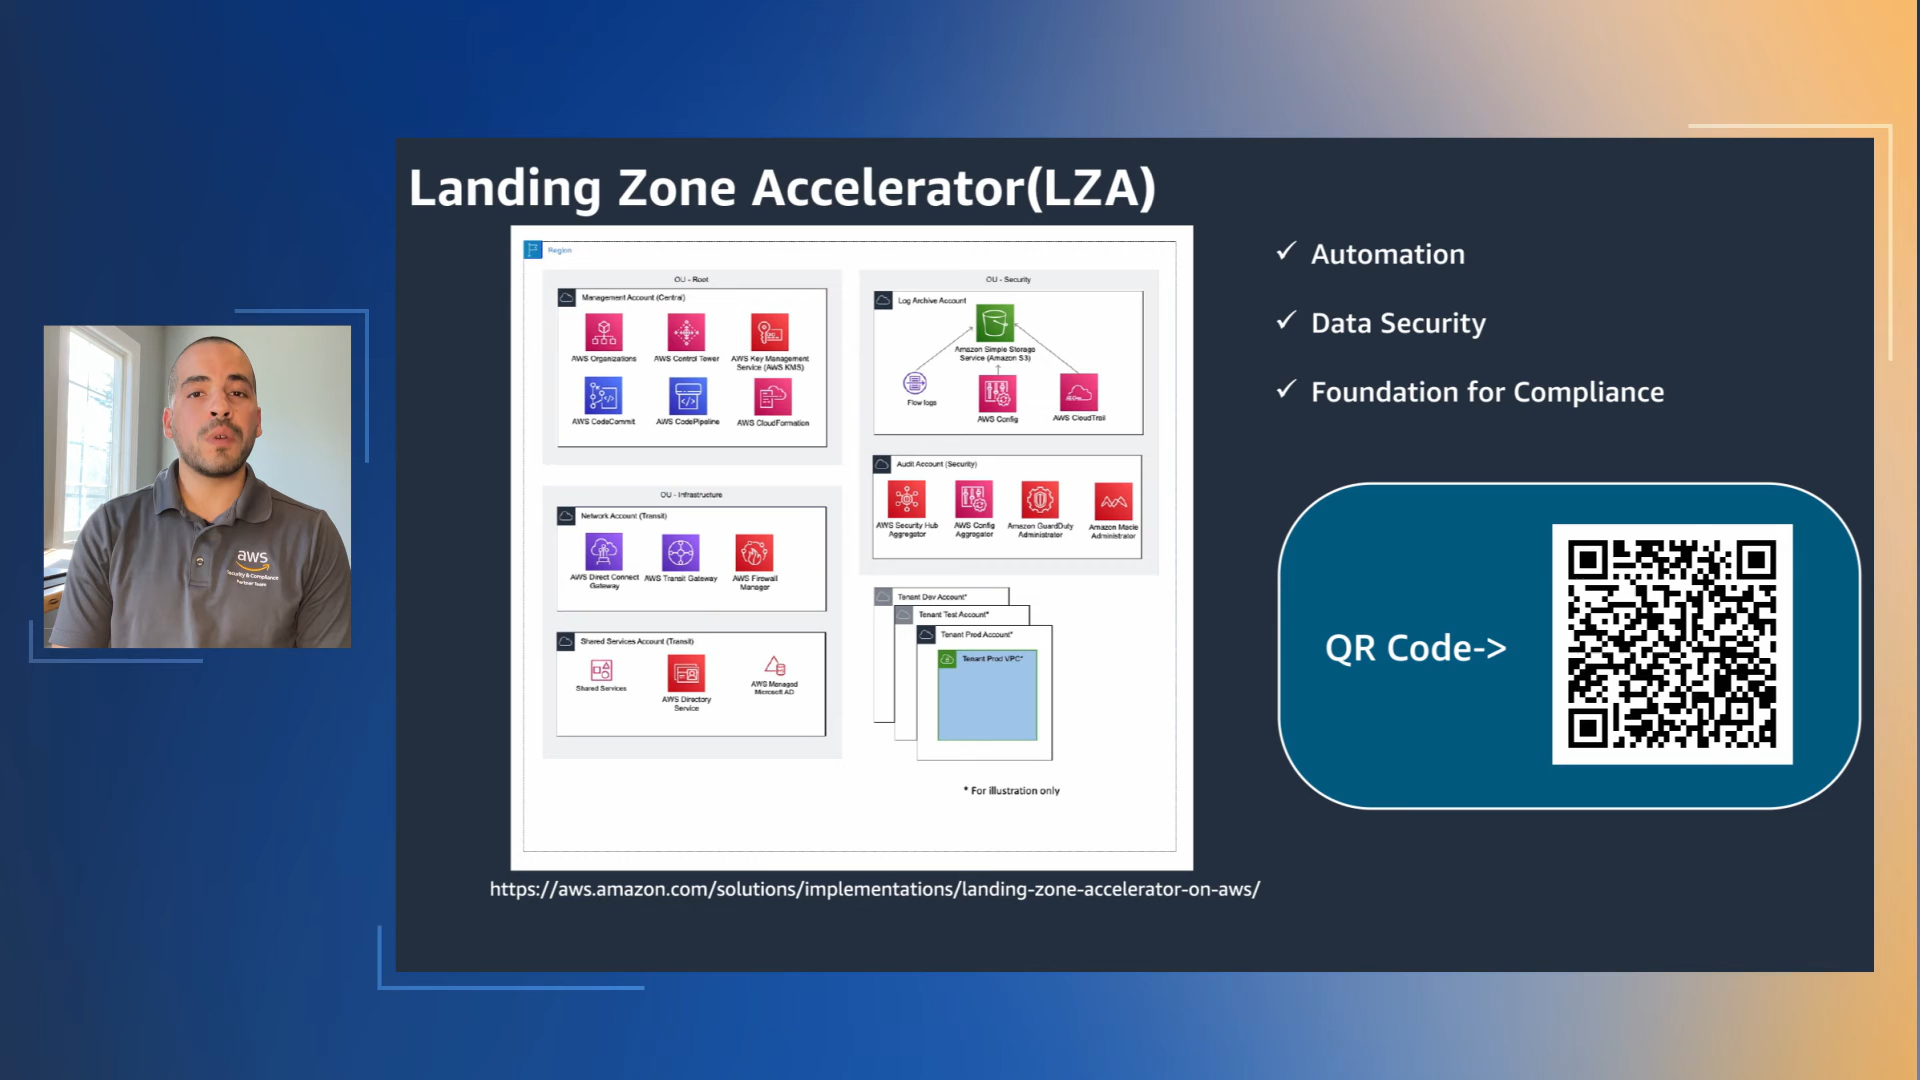 Landing Zone Accelerator(LZA)
Region
OU - Root
Management Account (Central)
AWS Organizations
AWS Control Tower
AWS Key Management
Service (AWS KMS)
AWS CodeCommit
AWS CodePipeline
AWS CloudFormation
OU - Infrastructure
Network Account (Transit)
AWS Direct Connect
Gateway
AWS Transit Gateway
AWS Firewall
Manager
Shared Services Account (Transit)
Shared Services
AWS Directory
Service
AWS Managed
Microsoft AD
OU - Security
Log Archive Account
Amazon Simple Storage
Service (Amazon S3)
Flow logs
AWS Config
AWS CloudTrail
Audit Account (Security)
AWS Security Hub
Aggregator
AWS Config
Aggregator
Amazon GuardDuty
Administrator
Amazon Macie
Administrator
Tenant Dev Account*
Tenant Test Account*
Tenant Prod Account*
Tenant Prod VPC*
* For illustration only
https://aws.amazon.com/solutions/implementations/landing-zone-accelerator-on-aws/
✓ Automation
✓ Data Security
✓ Foundation for Compliance
QR Code->
aws
Security & Compliance
Partner Team